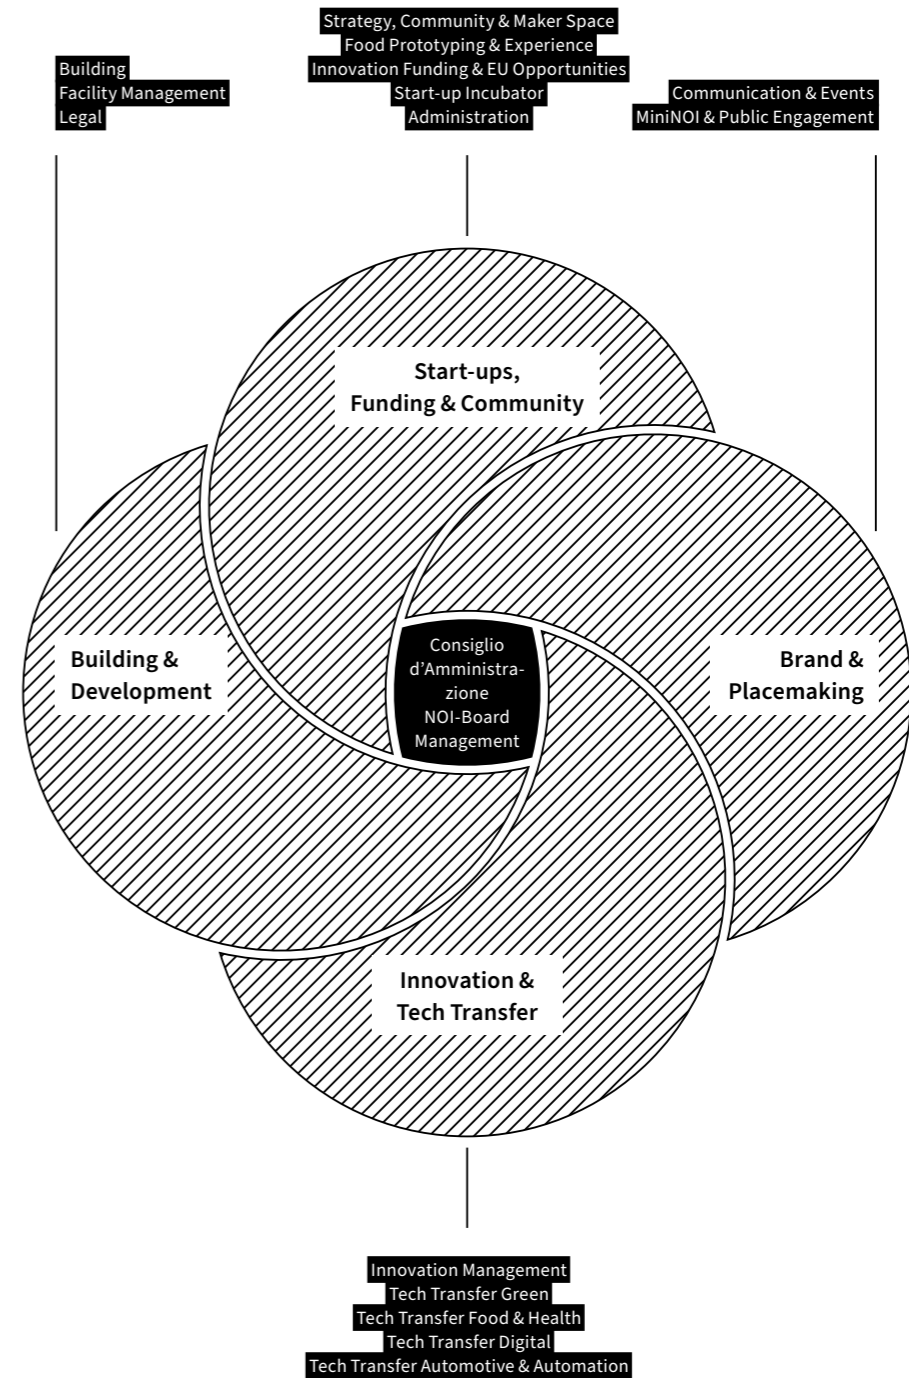 Strategy, Community & Maker Space
Food Prototyping & Experience
Innovation Funding & EU Opportunities
Start-up Incubator
Administration
Building
Facility Management
Legal
Communication & Events
MiniNOI & Public Engagement
Start-ups,
Funding & Community
Building &
Development
Consiglio
d’Amministra-
zione
NOI-Board
Management
Brand &
Placemaking
Innovation &
Tech Transfer
Innovation Management
Tech Transfer Green
Tech Transfer Food & Health
Tech Transfer Digital
Tech Transfer Automotive & Automation